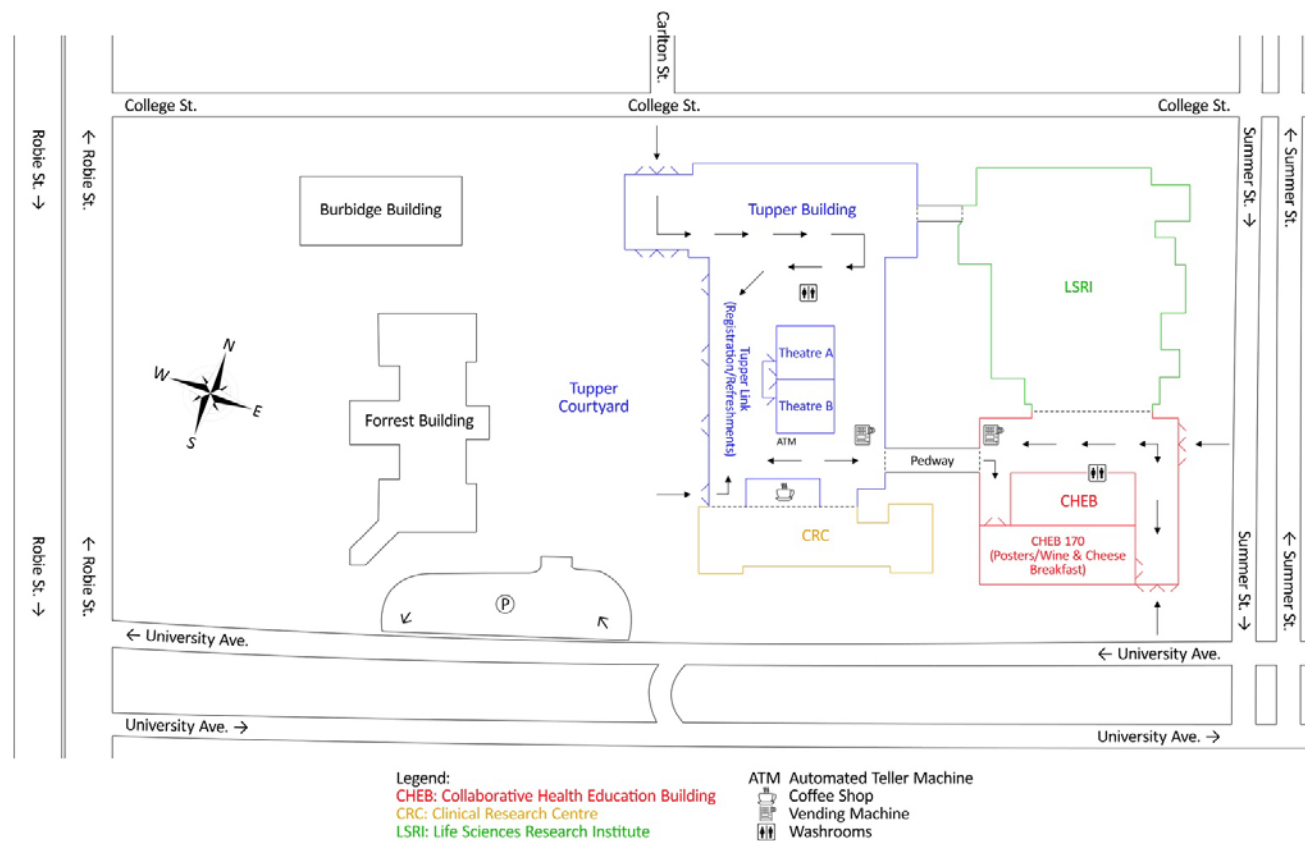 Carlton St.
College St.
College St.
College St.
Robie St. →
← Robie St.
Summer St. →
← Summer St.
Burbidge Building
Tupper Building
LSRI
N
W
E
S
Tupper Link
(Registration/Refreshments)
Theatre A
Theatre B
Tupper
Courtyard
Forrest Building
ATM
Pedway
CHEB
CRC
CHEB 170
(Posters/Wine & Cheese
Breakfast)
P
Robie St. →
← Robie St.
Summer St. →
← Summer St.
← University Ave.
← University Ave.
University Ave. →
University Ave. →
Legend:
CHEB: Collaborative Health Education Building
CRC: Clinical Research Centre
LSRI: Life Sciences Research Institute
ATM Automated Teller Machine
Coffee Shop
Vending Machine
Washrooms